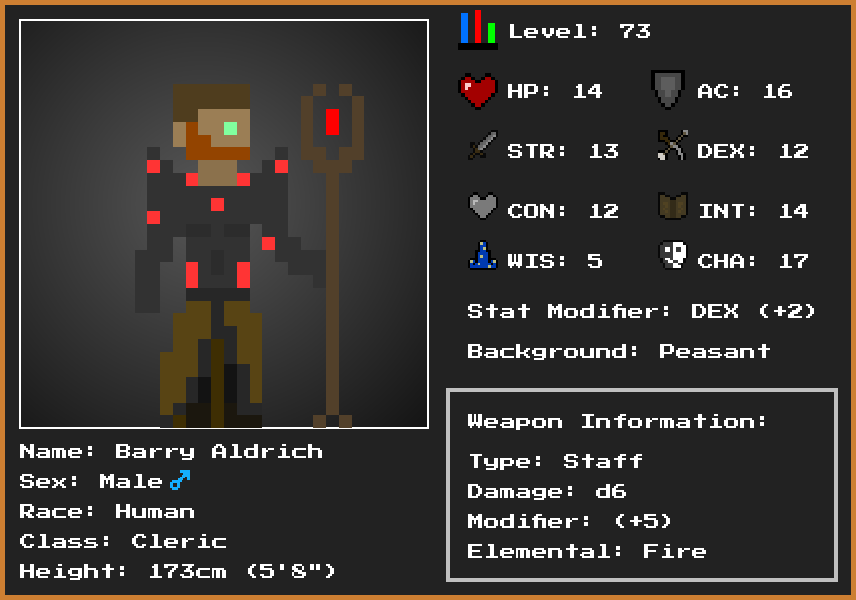 Level: 73
HP: 14 AC: 16
STR: 13 DEX: 12
CON: 12 INT: 14
WIS: 5 CHA: 17
Stat Modifier: DEX (+2)
Background: Peasant
Weapon Information:
Type: Staff
Damage: d6
Modifier: (+5)
Elemental: Fire
Name: Barry Aldrich
Sex: Male♂
Race: Human
Class: Cleric
Height: 173cm (5'8")